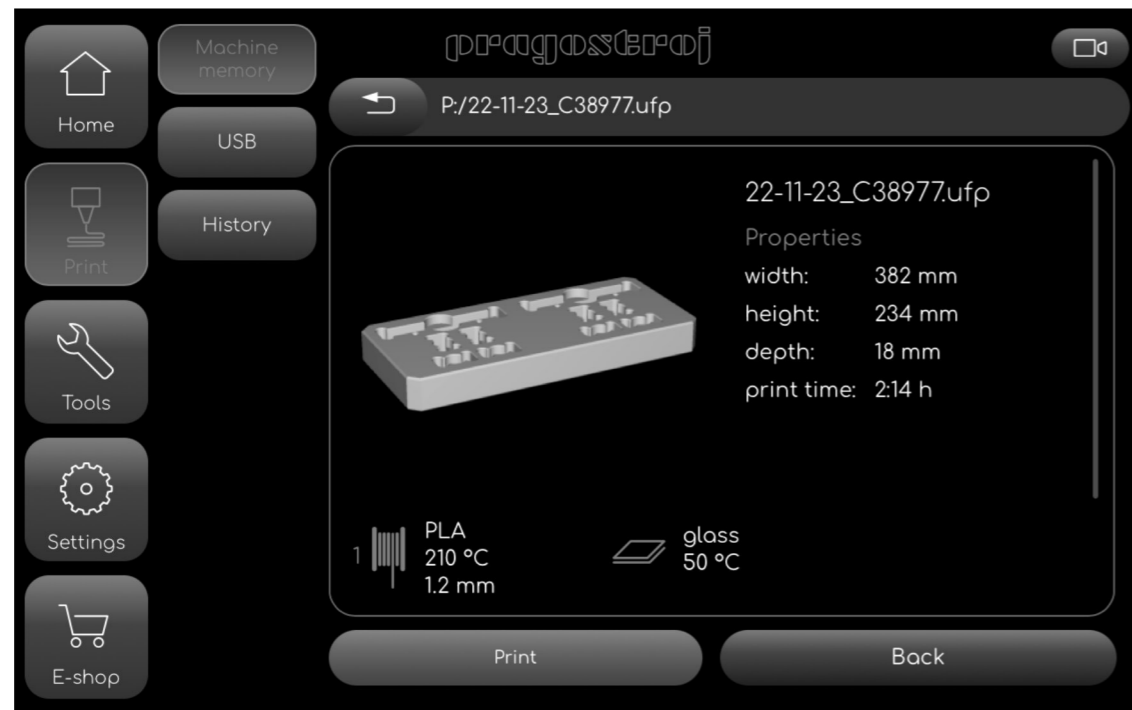 Home
Print
Tools
Settings
E-shop
Machine
memory
USB
History
pragostroj
P:/22-11-23_C38977.ufp
22-11-23_C38977.ufp
Properties
width: 382 mm
height: 234 mm
depth: 18 mm
print time: 2:14 h
1
PLA
210 °C
1.2 mm
glass
50 °C
Print
Back